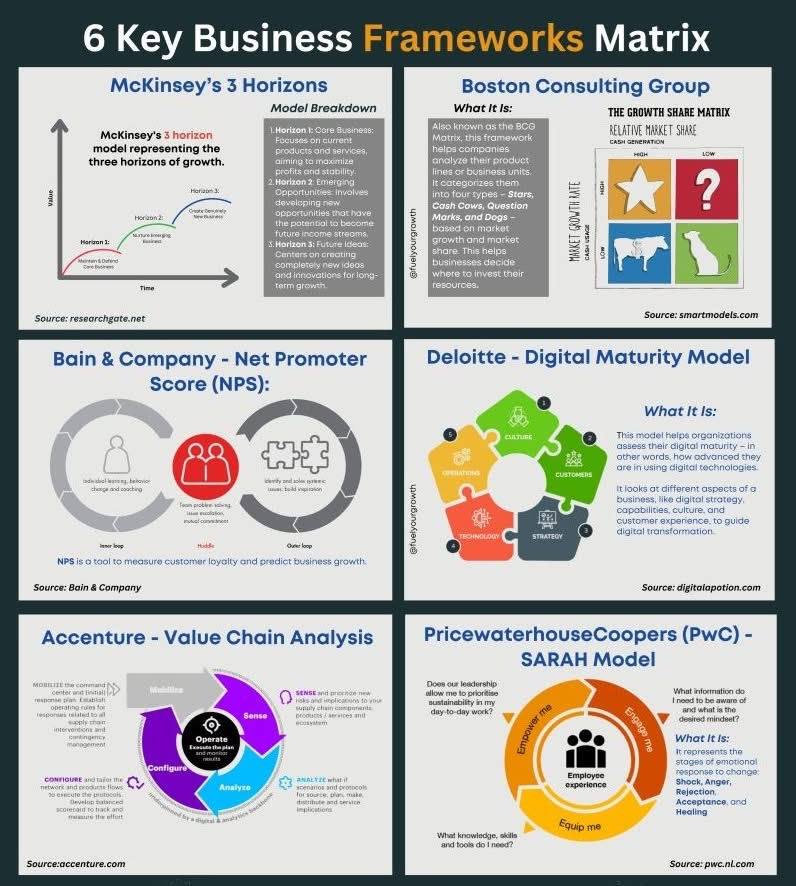 6 Key Business Frameworks Matrix
McKinsey's 3 Horizons
Model Breakdown
McKinsey's 3 horizon
model representing the
three horizons of growth.
Value
Horizon 1:
Maintain & Defend
Core Business
Horizon 2:
Nurture Emerging
Business
Horizon 3:
Create Genuinely
New Business
Time
1. Horizon 1: Core Business:
Focuses on current
products and services,
aiming to maximize
profits and stability.
2. Horizon 2: Emerging
Opportunities: Involves
developing new
opportunities that have
the potential to become
future income streams.
3. Horizon 3: Future Ideas:
Centers on creating
completely new ideas
and innovations for long-
term growth.
Source: researchgate.net
Boston Consulting Group
What It Is:
Also known as the BCG
Matrix, this framework
helps companies
analyze their product
lines or business units.
It categorizes them
into four types – Stars,
Cash Cows, Question
Marks, and Dogs –
based on market
growth and market
share. This helps
businesses decide
where to invest their
resources.
@fuelyourgrowth
THE GROWTH SHARE MATRIX
RELATIVE MARKET SHARE
CASH GENERATION
HIGH
LOW
MARKET GROWTH RATE
CASH USAGE
HIGH
LOW
?
$
Source: smartmodels.com
Bain & Company - Net Promoter
Score (NPS):
Individual learning, behavior
change and coaching
Team problem solving,
issue escalation,
mutual commitment
Identify and solve systemic
issues; build inspiration
Inner loop
Huddle
Outer loop
NPS is a tool to measure customer loyalty and predict business growth.
Source: Bain & Company
Deloitte - Digital Maturity Model
@fuelyourgrowth
1
CULTURE
2
CUSTOMERS
3
STRATEGY
4
TECHNOLOGY
5
OPERATIONS
What It Is:
This model helps organizations
assess their digital maturity – in
other words, how advanced they
are in using digital technologies.
It looks at different aspects of a
business, like digital strategy,
capabilities, culture, and
customer experience, to guide
digital transformation.
Source: digitalapotion.com
Accenture - Value Chain Analysis
MOBILIZE the command
center and (initial)
response plan. Establish
operating rules for
responses related to all
supply chain
interventions and
contingency
management
Mobilize
Sense
SENSE and prioritize new
risks and implications to your
supply chain components,
products / services and
ecosystem
Operate
Execute the plan
and monitor
results
Configure
Analyze
CONFIGURE and tailor the
network and products flows
to execute the protocols.
Develop balanced
scorecard to track and
measure the effort
ANALYZE what if
scenarios and protocols
for source, plan, make,
distribute and service
implications
underpinned by a digital & analytics backbone
Source:accenture.com
PricewaterhouseCoopers (PwC) -
SARAH Model
Does our leadership
allow me to prioritise
sustainability in my
day-to-day work?
Empower me
Engage me
What information do
I need to be aware of
and what is the
desired mindset?
Employee
experience
Equip me
What knowledge, skills
and tools do I need?
What It Is:
It represents the
stages of emotional
response to change:
Shock, Anger,
Rejection,
Acceptance, and
Healing
Source: pwc.nl.com